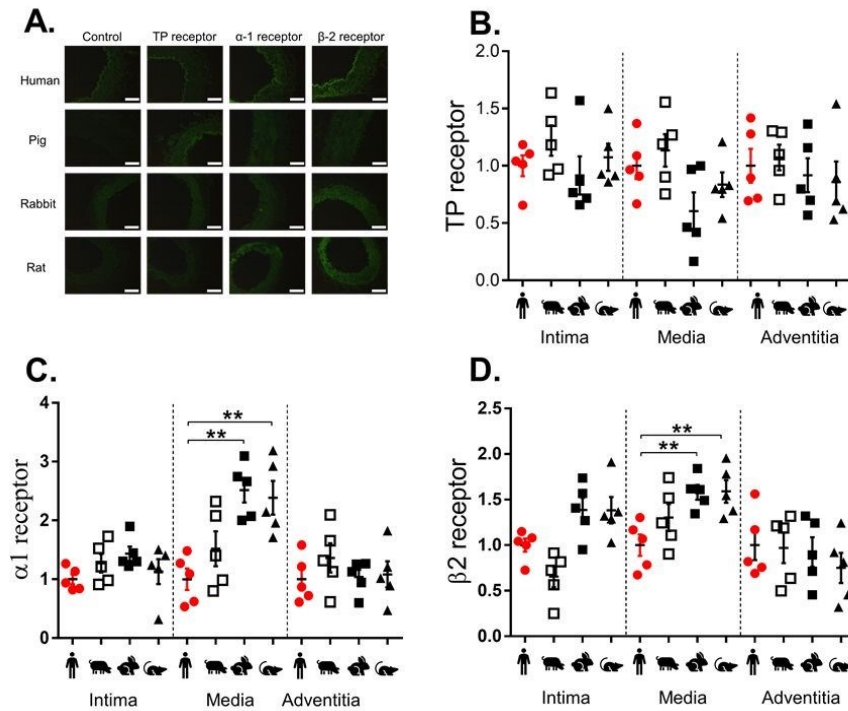 A.
Control TP receptor α-1 receptor β-2 receptor
Human
Pig
Rabbit
Rat
B.
TP receptor
2.0
1.5
1.0
0.5
0.0
Intima Media Adventitia
C.
α1 receptor
4
3
2
1
0
** 
**
Intima Media Adventitia
D.
β2 receptor
2.5
2.0
1.5
1.0
0.5
0.0
**
**
Intima Media Adventitia